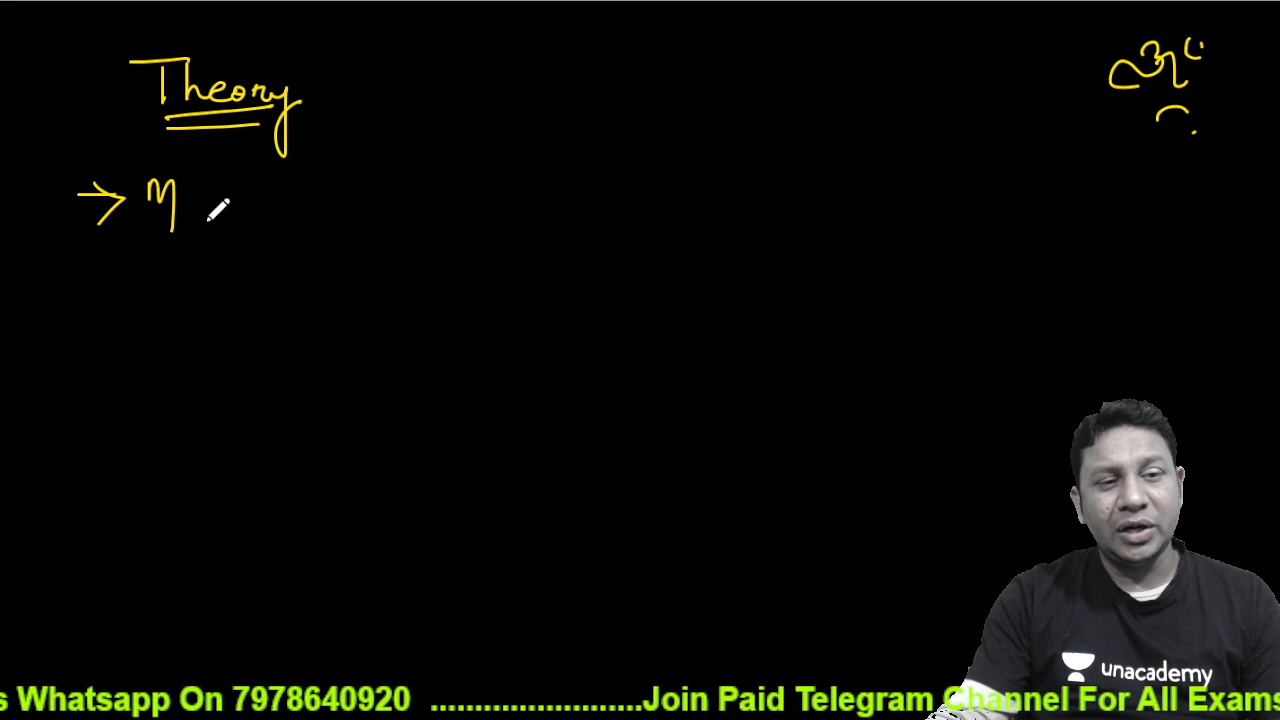 Theory
→ M
unacademy
s Whatsapp On 7978640920 .......................Join Paid Telegram Channel For All Exams